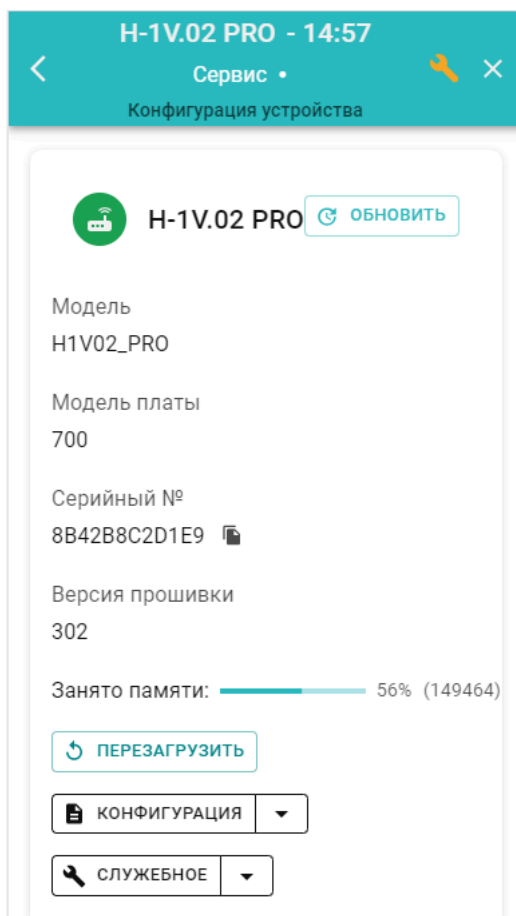 H-1V.02 PRO - 14:57
Сервис •
Конфигурация устройства
H-1V.02 PRO
ОБНОВИТЬ
Модель
H1V02_PRO
Модель платы
700
Серийный №
8B42B8C2D1E9
Версия прошивки
302
Занято памяти: 56% (149464)
ПЕРЕЗАГРУЗИТЬ
КОНФИГУРАЦИЯ
СЛУЖЕБНОЕ